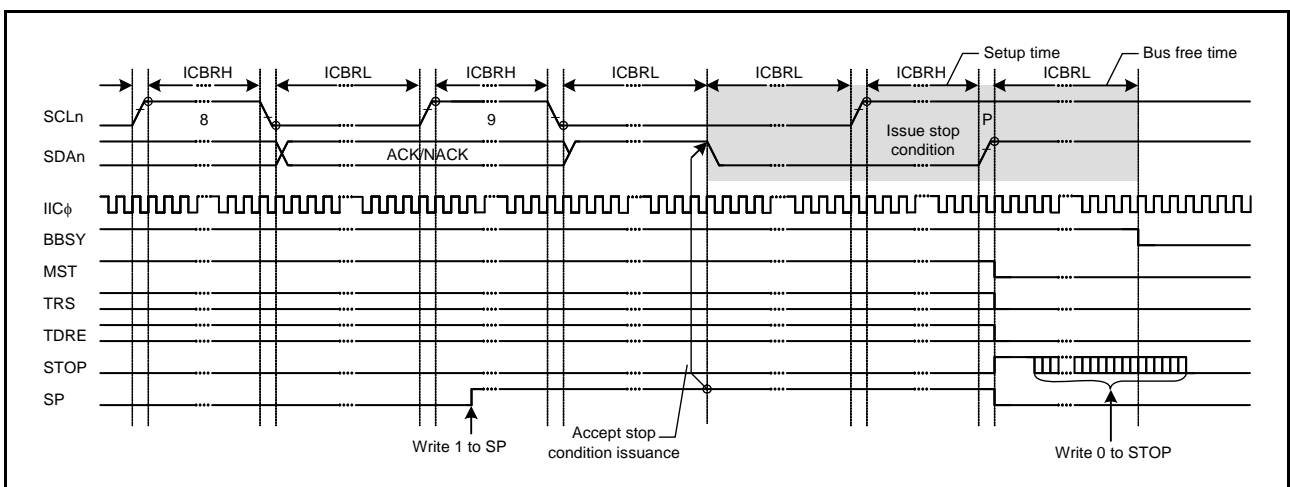 Setup time
Bus free time
ICBRH
ICBRL
ICBRH
ICBRL
ICBRL
ICBRH
ICBRL
SCLn
8
9
P
Issue stop
condition
SDAn
ACK/NACK
IICϕ
BBSY
MST
TRS
TDRE
STOP
SP
Write 1 to SP
Accept stop
condition issuance
Write 0 to STOP